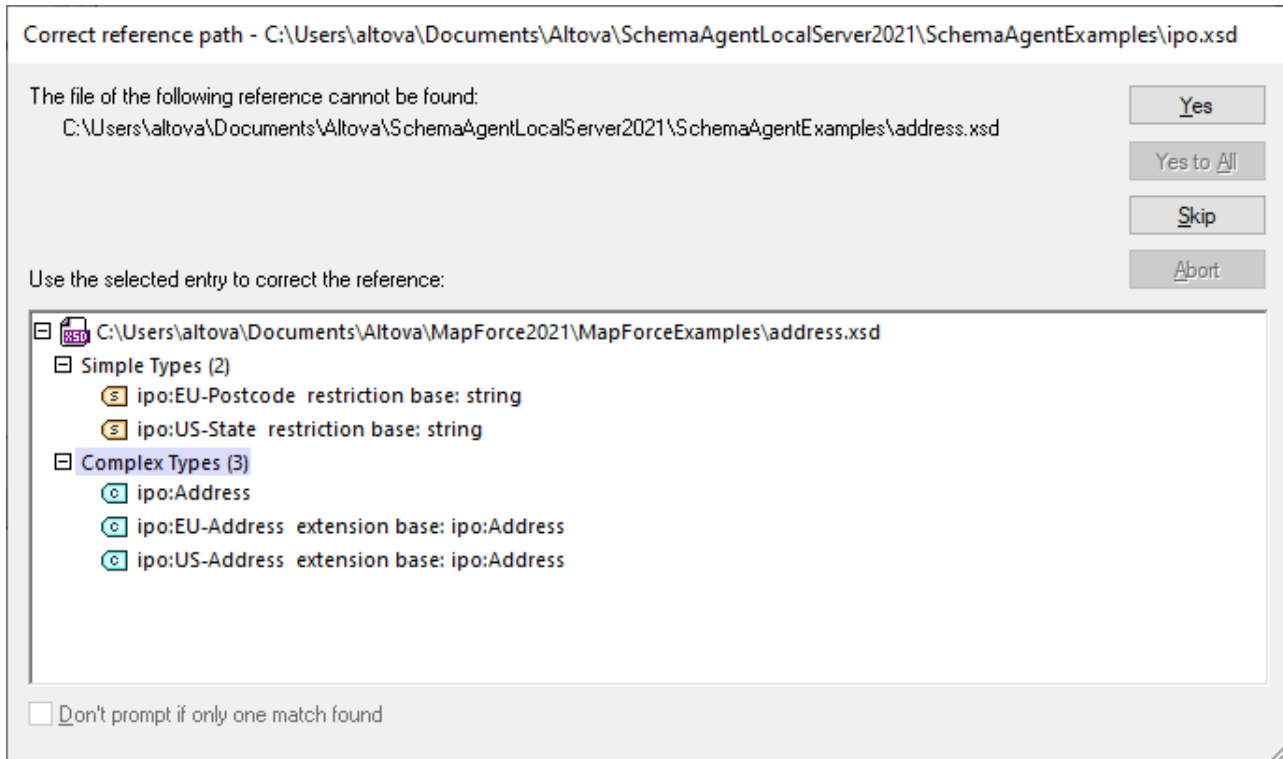 Correct reference path - C:\Users\altova\Documents\Altova\SchemaAgentLocalServer2021\SchemaAgentExamples\ipo.xsd
The file of the following reference cannot be found:
C:\Users\altova\Documents\Altova\SchemaAgentLocalServer2021\SchemaAgentExamples\address.xsd
Yes
Yes to All
Skip
Abort
Use the selected entry to correct the reference:
XSD C:\Users\altova\Documents\Altova\MapForce2021\MapForceExamples\address.xsd
Simple Types (2)
s ipo:EU-Postcode restriction base: string
s ipo:US-State restriction base: string
Complex Types (3)
c ipo:Address
c ipo:EU-Address extension base: ipo:Address
c ipo:US-Address extension base: ipo:Address
Don't prompt if only one match found